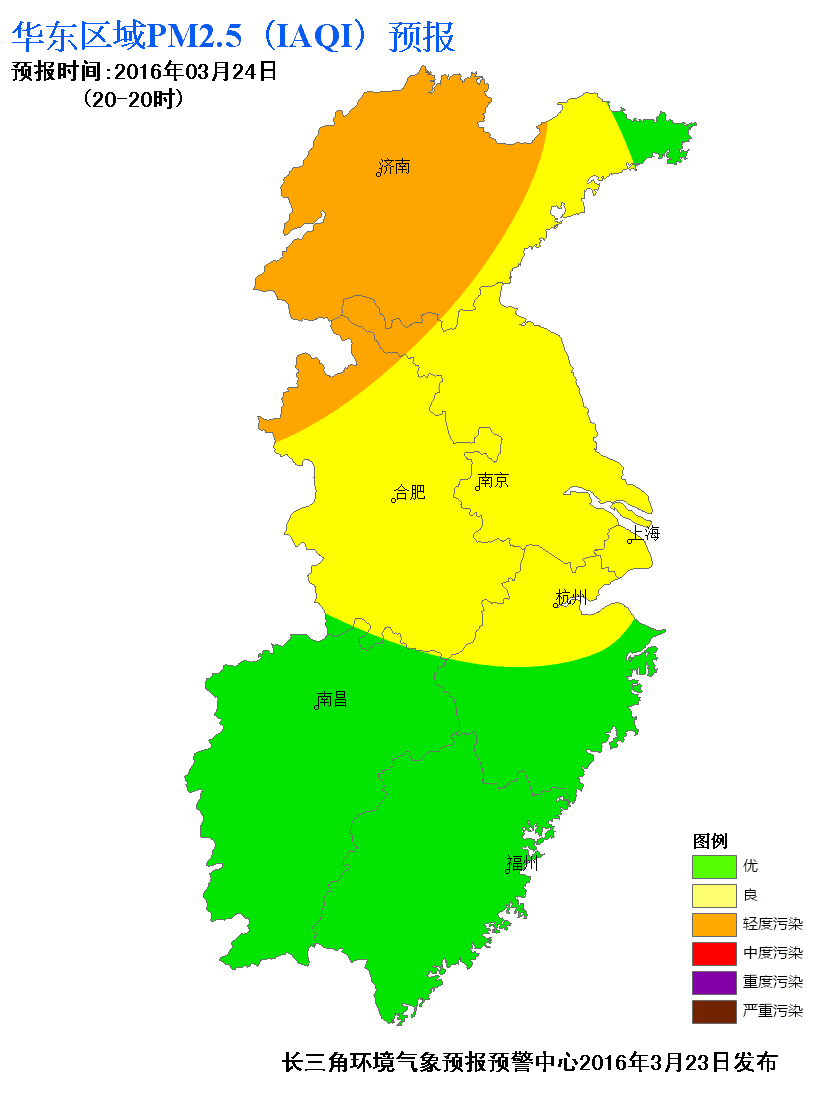 华东区域PM2.5（IAQI）预报
预报时间:2016年03月24日
(20-20时)
济南
南京
合肥
上海
杭州
南昌
福州
图例
优
良
轻度污染
中度污染
重度污染
严重污染
长三角环境气象预报预警中心2016年3月23日发布